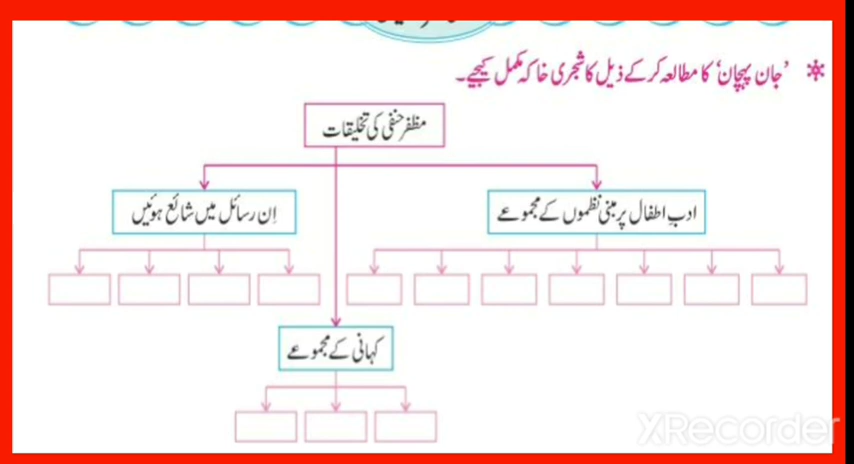 * 'جان پہچان' کا مطالعہ کرکے ذیل کا شجری خاکہ مکمل کیجیے۔
مظفر حنفی کی تخلیقات
ادبِ اطفال پر مبنی نظموں کے مجموعے
اِن رسائل میں شائع ہوئیں
کہانی کے مجموعے
XRecorder